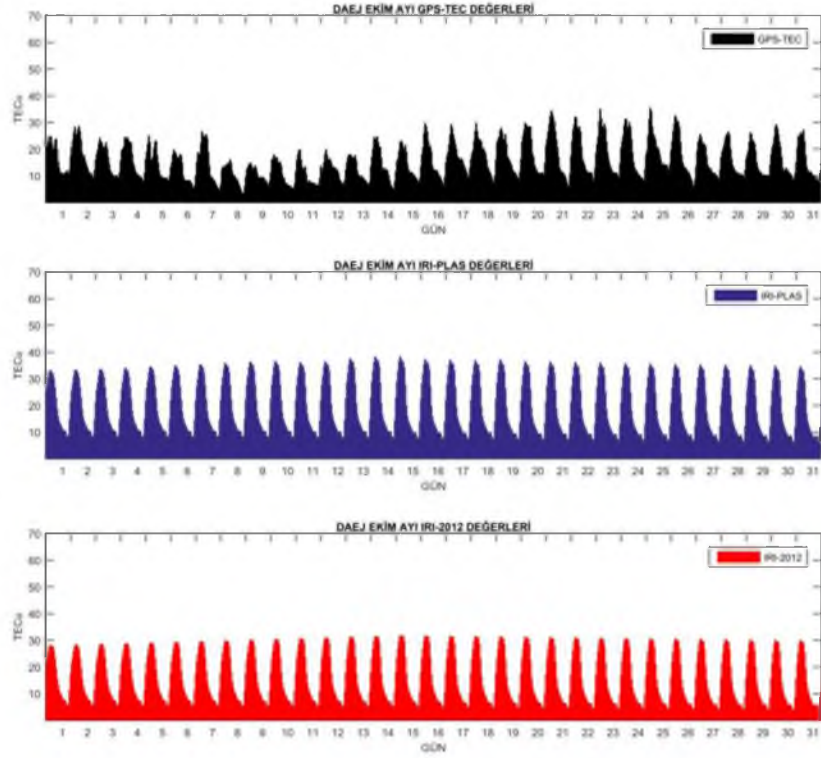 DAEJ EKİM AYI GPS-TEC DEĞERLERİ
70
60
50
40
30
20
10
TECu
GPS-TEC
1 2 3 4 5 6 7 8 9 10 11 12 13 14 15 16 17 18 19 20 21 22 23 24 25 26 27 28 29 30 31
GÜN
DAEJ EKİM AYI IRI-PLAS DEĞERLERİ
70
60
50
40
30
20
10
TECu
IRI-PLAS
1 2 3 4 5 6 7 8 9 10 11 12 13 14 15 16 17 18 19 20 21 22 23 24 25 26 27 28 29 30 31
GÜN
DAEJ EKİM AYI IRI-2012 DEĞERLERİ
70
60
50
40
30
20
10
TECu
IRI-2012
1 2 3 4 5 6 7 8 9 10 11 12 13 14 15 16 17 18 19 20 21 22 23 24 25 26 27 28 29 30 31
GÜN